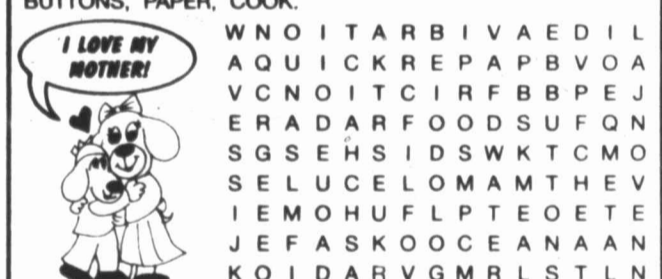 BUTTONS, PAPER, COOK.
I LOVE MY
MOTHER!
W N O I T A R B I V A E D I L
A Q U I C K R E P A P B V O A
V C N O I T C I R F B B P E J
E R A D A R F O O D S U F Q N
S G S E H S I D S W K T C M O
S E L U C E L O M A M T H E V
I E M O H U F L P T E O E T E
J E F A S K O O C E A N A A N
K O I D A R V G M R L S T L N